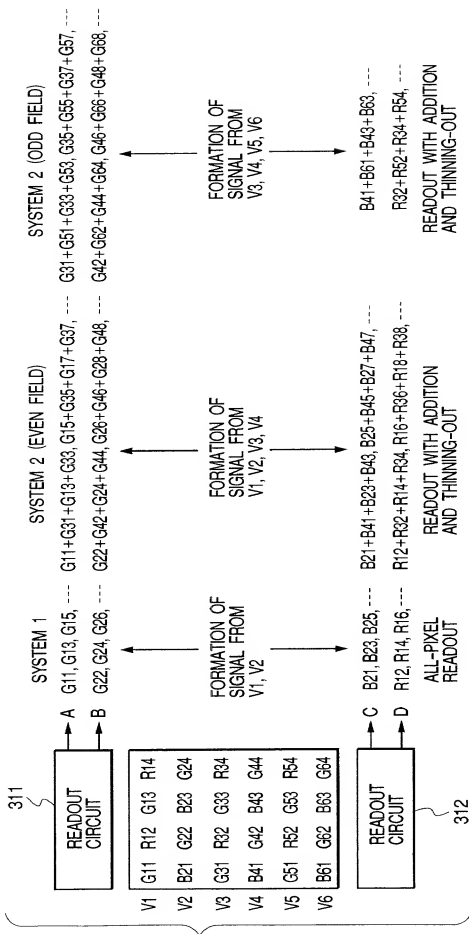 SYSTEM 1
SYSTEM 2 (EVEN FIELD)
SYSTEM 2 (ODD FIELD)
311
READOUT
CIRCUIT
A G11, G13, G15, ---
G11+G31+G13+G33, G15+G35+G17+G37, ---
G31+G51+G33+G53, G35+G55+G37+G57, ---
B G22, G24, G26, ---
G22+G42+G24+G44, G26+G46+G28+G48, ---
G42+G62+G44+G64, G46+G66+G48+G68, ---
V1 G11 R12 G13 R14
V2 B21 G22 B23 G24
V3 G31 R32 G33 R34
V4 B41 G42 B43 G44
V5 G51 R52 G53 R54
V6 B61 G62 B63 G64
FORMATION OF
SIGNAL FROM
V1, V2
FORMATION OF
SIGNAL FROM
V1, V2, V3, V4
FORMATION OF
SIGNAL FROM
V3, V4, V5, V6
READOUT
CIRCUIT
312
C B21, B23, B25, ---
B21+B41+B23+B43, B25+B45+B27+B47, ---
B41+B61+B43+B63, ---
D R12, R14, R16, ---
R12+R32+R14+R34, R16+R36+R18+R38, ---
R32+R52+R34+R54, ---
ALL-PIXEL
READOUT
READOUT WITH ADDITION
AND THINNING-OUT
READOUT WITH ADDITION
AND THINNING-OUT